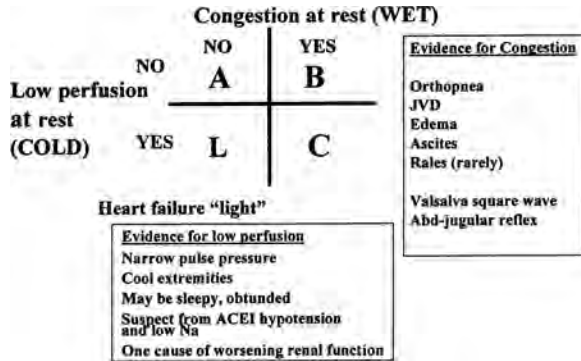 Congestion at rest (WET)
NO YES
NO A B
Low perfusion
at rest
(COLD)
YES L C
Heart failure “light”
Evidence for Congestion
Orthopnea
JVD
Edema
Ascites
Rales (rarely)
Valsalva square wave
Abd-jugular reflex
Evidence for low perfusion
Narrow pulse pressure
Cool extremities
May be sleepy, obtunded
Suspect from ACEI hypotension
and low Na
One cause of worsening renal function